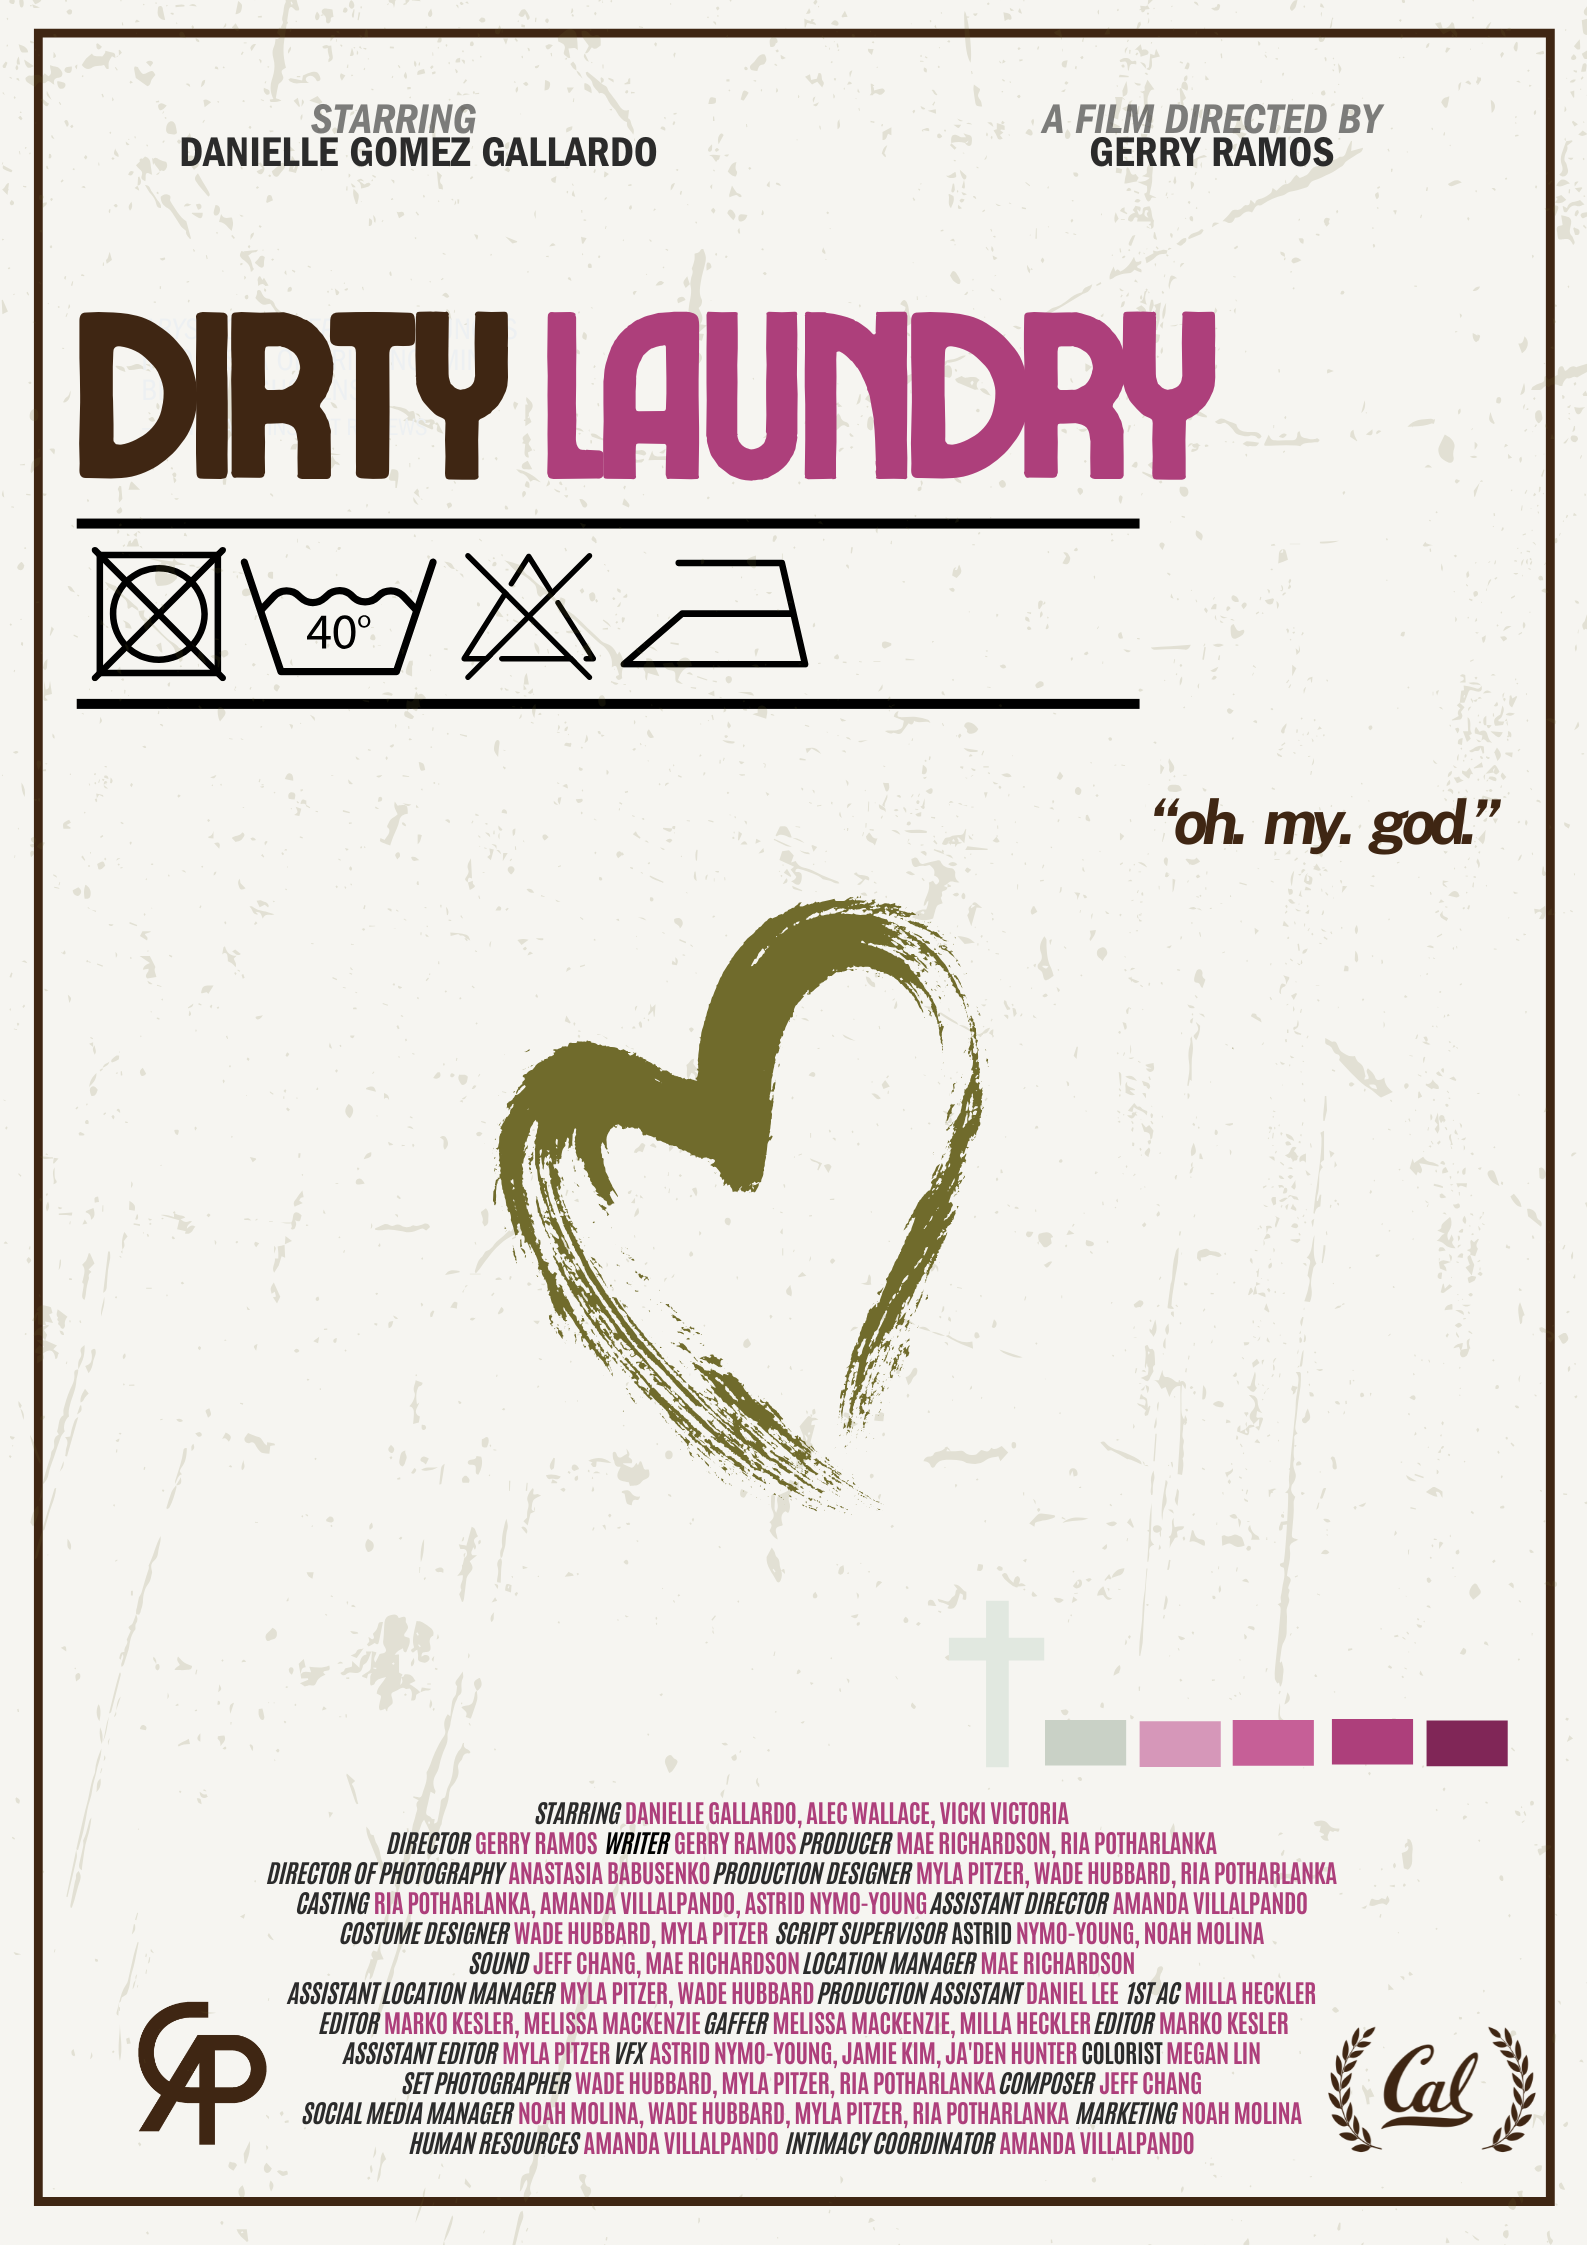 STARRING
DANIELLE GOMEZ GALLARDO
A FILM DIRECTED BY
GERRY RAMOS
DIRTY LAUNDRY
40°
“oh. my. god.”
STARRING DANIELLE GALLARDO, ALEC WALLACE, VICKI VICTORIA
DIRECTOR GERRY RAMOS WRITER GERRY RAMOS PRODUCER MAE RICHARDSON, RIA POTHARLANKA
DIRECTOR OF PHOTOGRAPHY ANASTASIA BABUSENKO PRODUCTION DESIGNER MYLA PITZER, WADE HUBBARD, RIA POTHARLANKA
CASTING RIA POTHARLANKA, AMANDA VILLALPANDO, ASTRID NYMO-YOUNG ASSISTANT DIRECTOR AMANDA VILLALPANDO
COSTUME DESIGNER WADE HUBBARD, MYLA PITZER SCRIPT SUPERVISOR ASTRID NYMO-YOUNG, NOAH MOLINA
SOUND JEFF CHANG, MAE RICHARDSON LOCATION MANAGER MAE RICHARDSON
ASSISTANT LOCATION MANAGER MYLA PITZER, WADE HUBBARD PRODUCTION ASSISTANT DANIEL LEE 1ST AC MILLA HECKLER
EDITOR MARKO KESLER, MELISSA MACKENZIE GAFFER MELISSA MACKENZIE, MILLA HECKLER EDITOR MARKO KESLER
ASSISTANT EDITOR MYLA PITZER VFX ASTRID NYMO-YOUNG, JAMIE KIM, JA'DEN HUNTER COLORIST MEGAN LIN
SET PHOTOGRAPHER WADE HUBBARD, MYLA PITZER, RIA POTHARLANKA COMPOSER JEFF CHANG
SOCIAL MEDIA MANAGER NOAH MOLINA, WADE HUBBARD, MYLA PITZER, RIA POTHARLANKA MARKETING NOAH MOLINA
HUMAN RESOURCES AMANDA VILLALPANDO INTIMACY COORDINATOR AMANDA VILLALPANDO
Cal